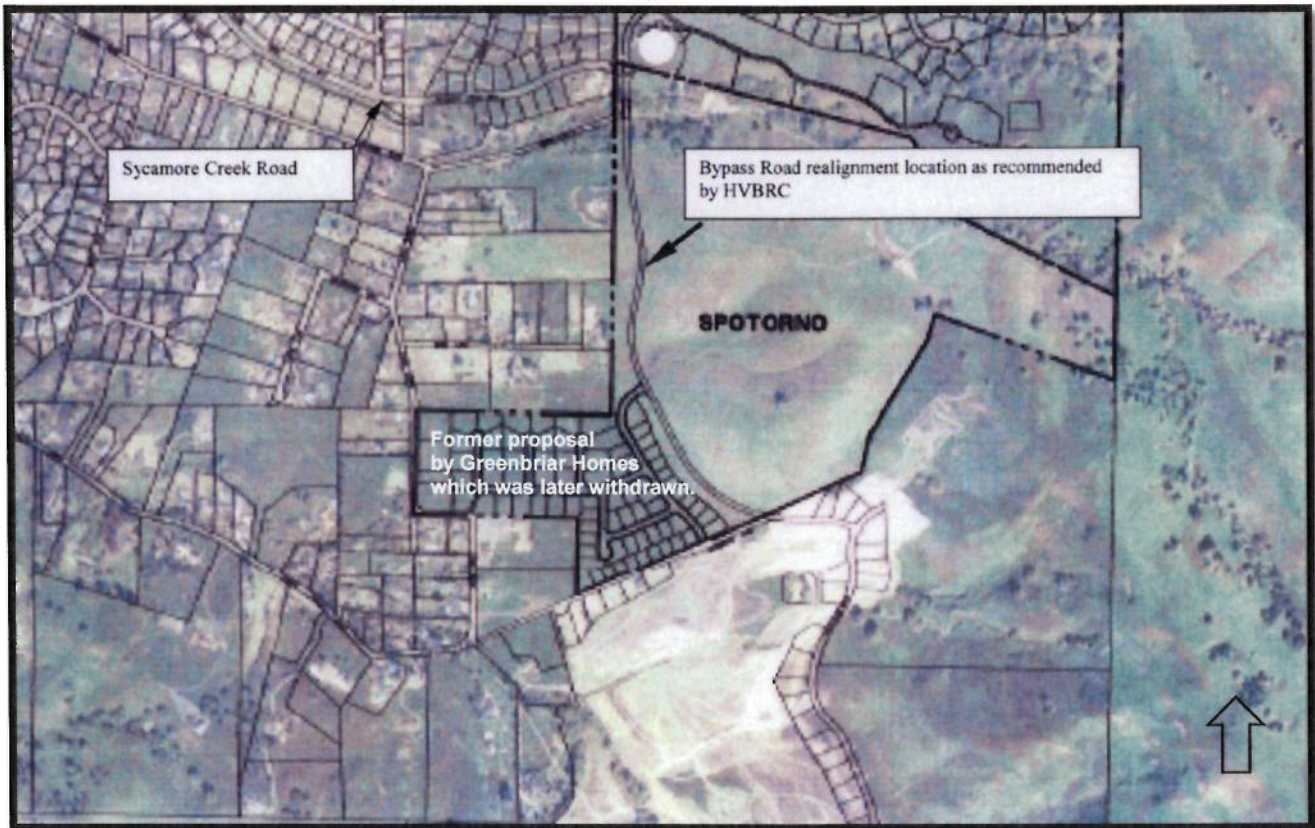 Sycamore Creek Road
Bypass Road realignment location as recommended
by HVBRC
SPOTORNO
Former proposal
by Greenbriar Homes
which was later withdrawn.